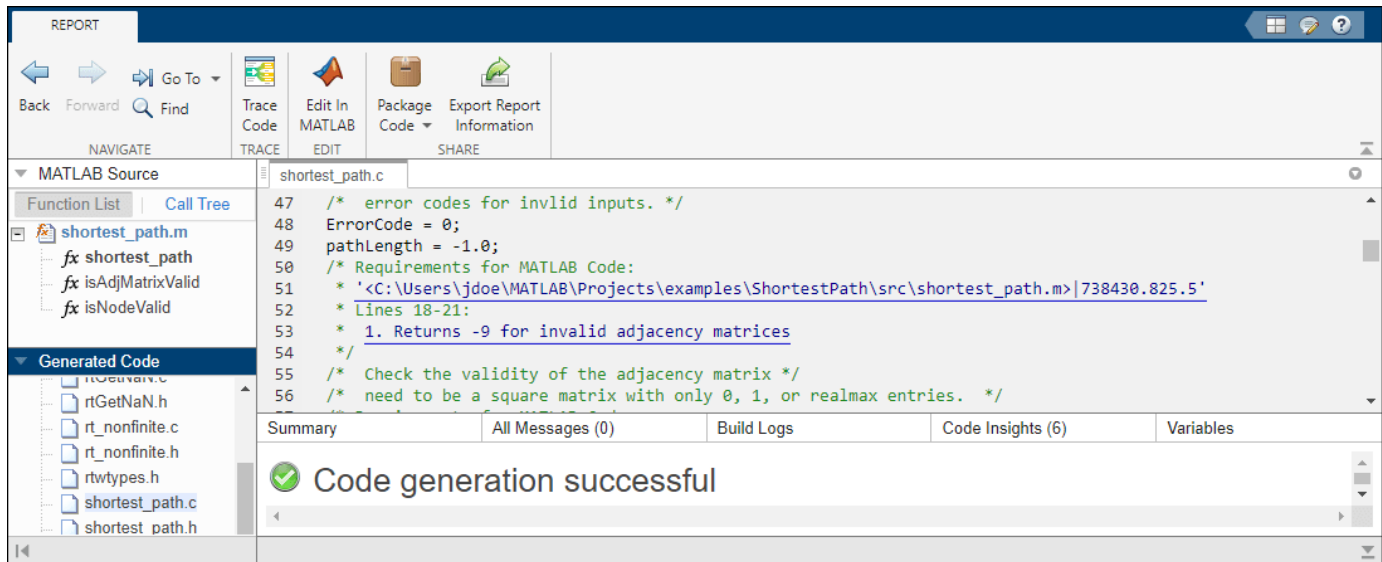 REPORT
Back
Forward
Go To
Find
Trace Code
Edit In MATLAB
Package Code
Export Report Information
NAVIGATE
TRACE
EDIT
SHARE
MATLAB Source
Function List
Call Tree
shortest_path.m
fx shortest_path
fx isAdjMatrixValid
fx isNodeValid
Generated Code
rtGetNaN.c
rtGetNaN.h
rt_nonfinite.c
rt_nonfinite.h
rtwtypes.h
shortest_path.c
shortest_path.h
shortest_path.c
47 /* error codes for invlid inputs. */
48 ErrorCode = 0;
49 pathLength = -1.0;
50 /* Requirements for MATLAB Code:
51 * '<C:\Users\jdoe\MATLAB\Projects\examples\ShortestPath\src\shortest_path.m>|738430.825.5'
52 * Lines 18-21:
53 * 1. Returns -9 for invalid adjacency matrices
54 */
55 /* Check the validity of the adjacency matrix */
56 /* need to be a square matrix with only 0, 1, or realmax entries. */
Summary
All Messages (0)
Build Logs
Code Insights (6)
Variables
Code generation successful